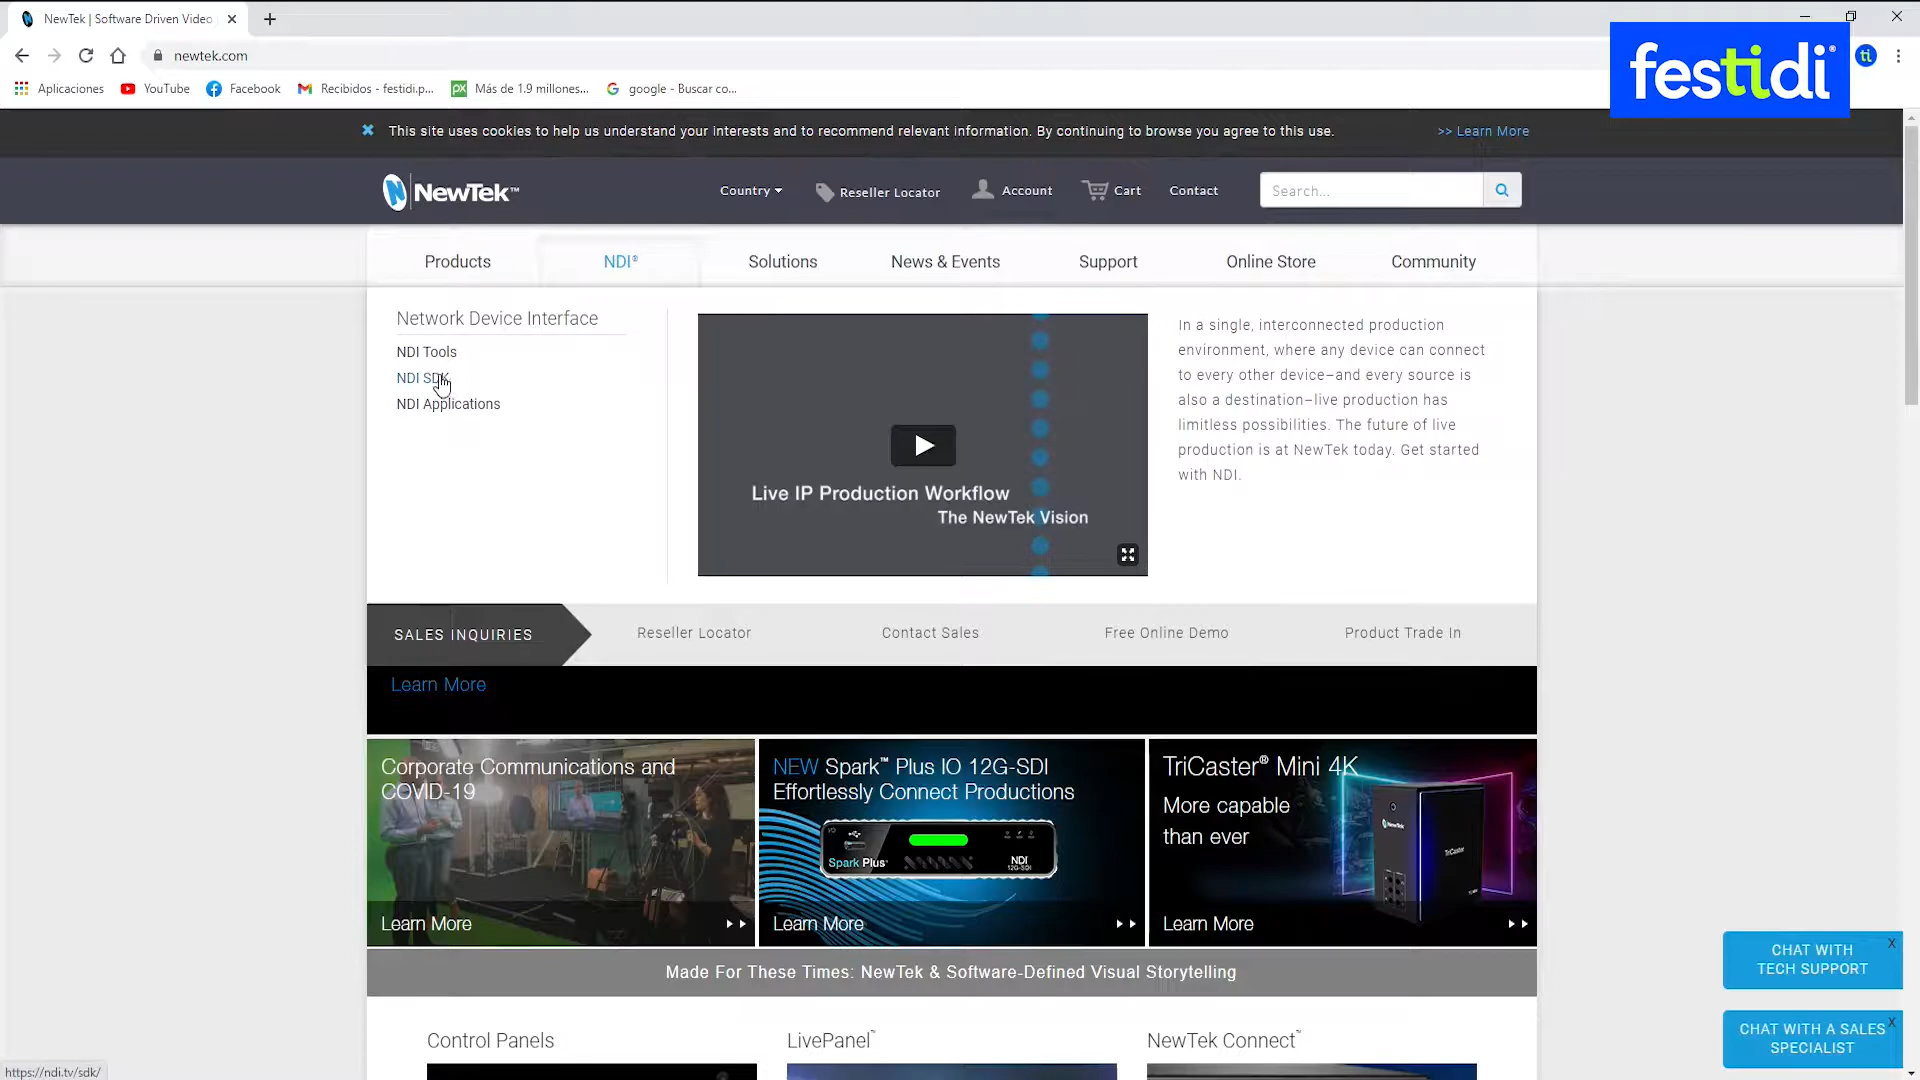 NewTek | Software Driven Video
newtek.com
festidi
ti
Aplicaciones
YouTube
Facebook
Recibidos - festidi.p...
Más de 1.9 millones...
google - Buscar co...
This site uses cookies to help us understand your interests and to recommend relevant information. By continuing to browse you agree to this use.
>> Learn More
NewTek™
Country
Reseller Locator
Account
Cart
Contact
Search...
Products
NDI®
Solutions
News & Events
Support
Online Store
Community
Network Device Interface
NDI Tools
NDI SDK
NDI Applications
Live IP Production Workflow
The NewTek Vision
In a single, interconnected production
environment, where any device can connect
to every other device–and every source is
also a destination–live production has
limitless possibilities. The future of live
production is at NewTek today. Get started
with NDI.
SALES INQUIRIES
Reseller Locator
Contact Sales
Free Online Demo
Product Trade In
Learn More
Corporate Communications and
COVID-19
Learn More
NEW Spark™ Plus IO 12G-SDI
Effortlessly Connect Productions
I/O
Spark Plus
NDI
12G-SDI
Learn More
TriCaster® Mini 4K
More capable
than ever
NewTek
TriCaster
Learn More
Made For These Times: NewTek & Software-Defined Visual Storytelling
CHAT WITH
TECH SUPPORT
X
CHAT WITH A SALES
SPECIALIST
X
Control Panels
LivePanel™
NewTek Connect™
https://ndi.tv/sdk/